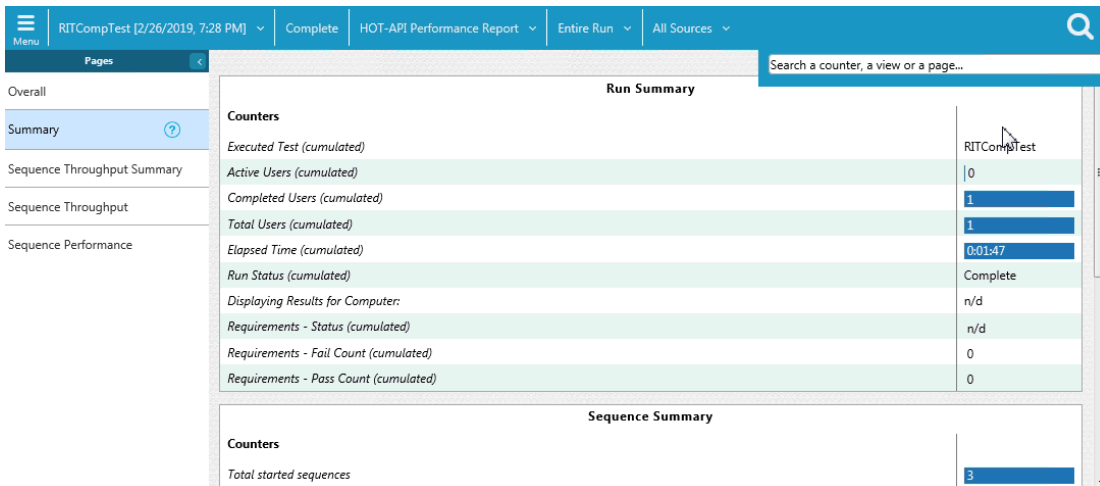 Menu
RITCompTest [2/26/2019, 7:28 PM]
Complete
HOT-API Performance Report
Entire Run
All Sources
Search a counter, a view or a page...
Pages
Overall
Summary
?
Sequence Throughput Summary
Sequence Throughput
Sequence Performance
Run Summary
Counters
Executed Test (cumulated) RITCompTest
Active Users (cumulated) 0
Completed Users (cumulated) 1
Total Users (cumulated) 1
Elapsed Time (cumulated) 0:01:47
Run Status (cumulated) Complete
Displaying Results for Computer: n/d
Requirements - Status (cumulated) n/d
Requirements - Fail Count (cumulated) 0
Requirements - Pass Count (cumulated) 0
Sequence Summary
Counters
Total started sequences 3